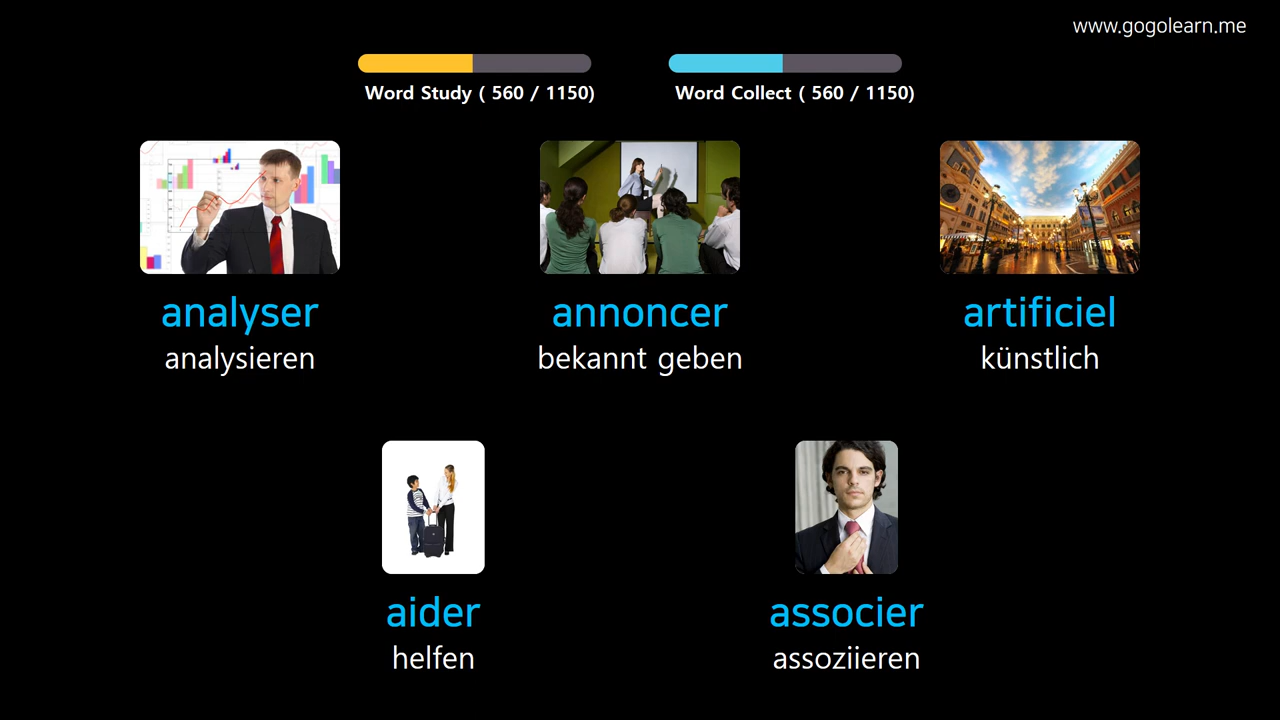 www.gogolearn.me
Word Study ( 560 / 1150)
Word Collect ( 560 / 1150)
analyser
analysieren
annoncer
bekannt geben
artificiel
künstlich
aider
helfen
associer
assoziieren